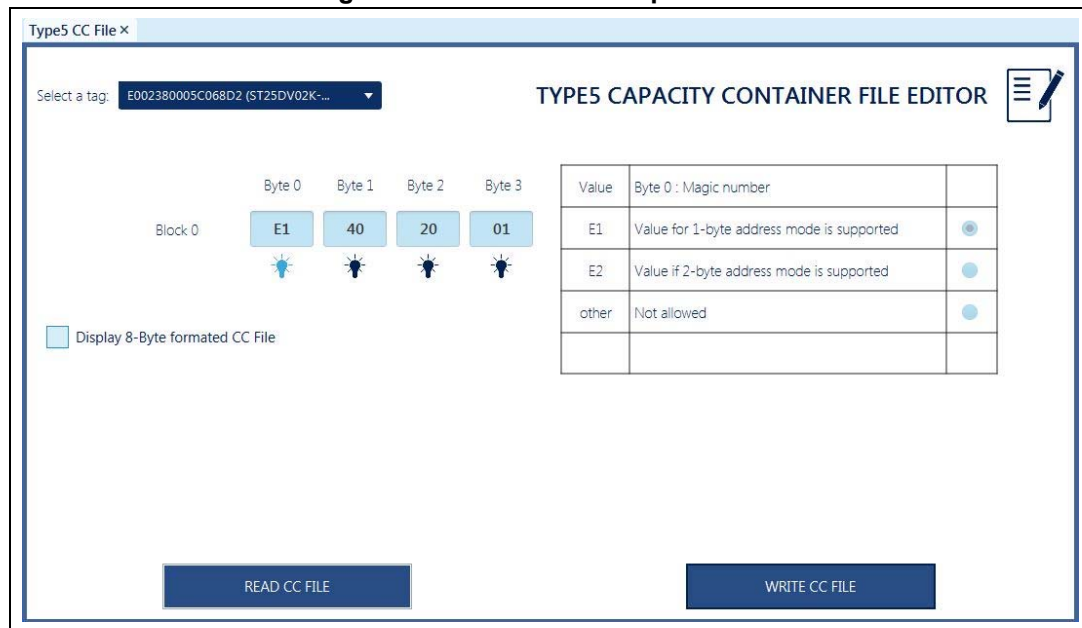 Type5 CC File ×
Select a tag: E002380005C068D2 (ST25DV02K-...
TYPE5 CAPACITY CONTAINER FILE EDITOR
Byte 0 Byte 1 Byte 2 Byte 3
Block 0 E1 40 20 01
Display 8-Byte formated CC File
Value Byte 0 : Magic number
E1 Value for 1-byte address mode is supported
E2 Value if 2-byte address mode is supported
other Not allowed
READ CC FILE
WRITE CC FILE